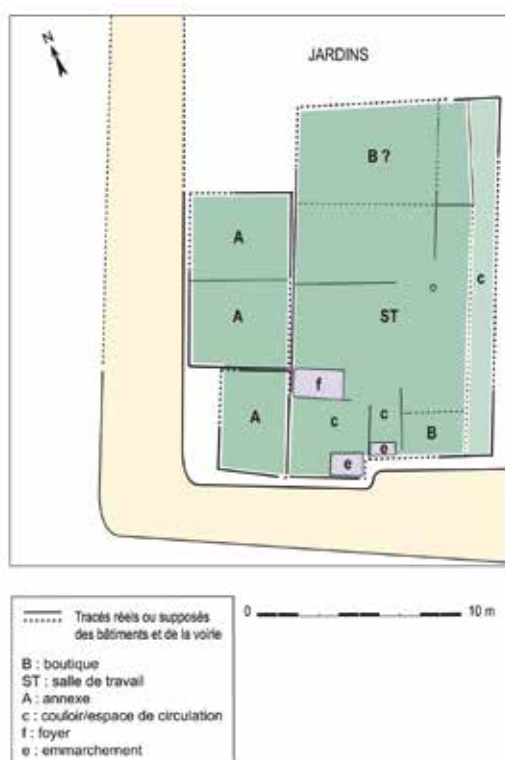 N
JARDINS
B ?
A
c
A
ST
f
A
c
c
B
e
e
Tracés réels ou supposés
des bâtiments et de la voirie
0 10 m
B : boutique
ST : salle de travail
A : annexe
c : couloir/espace de circulation
f : foyer
e : emmarchement